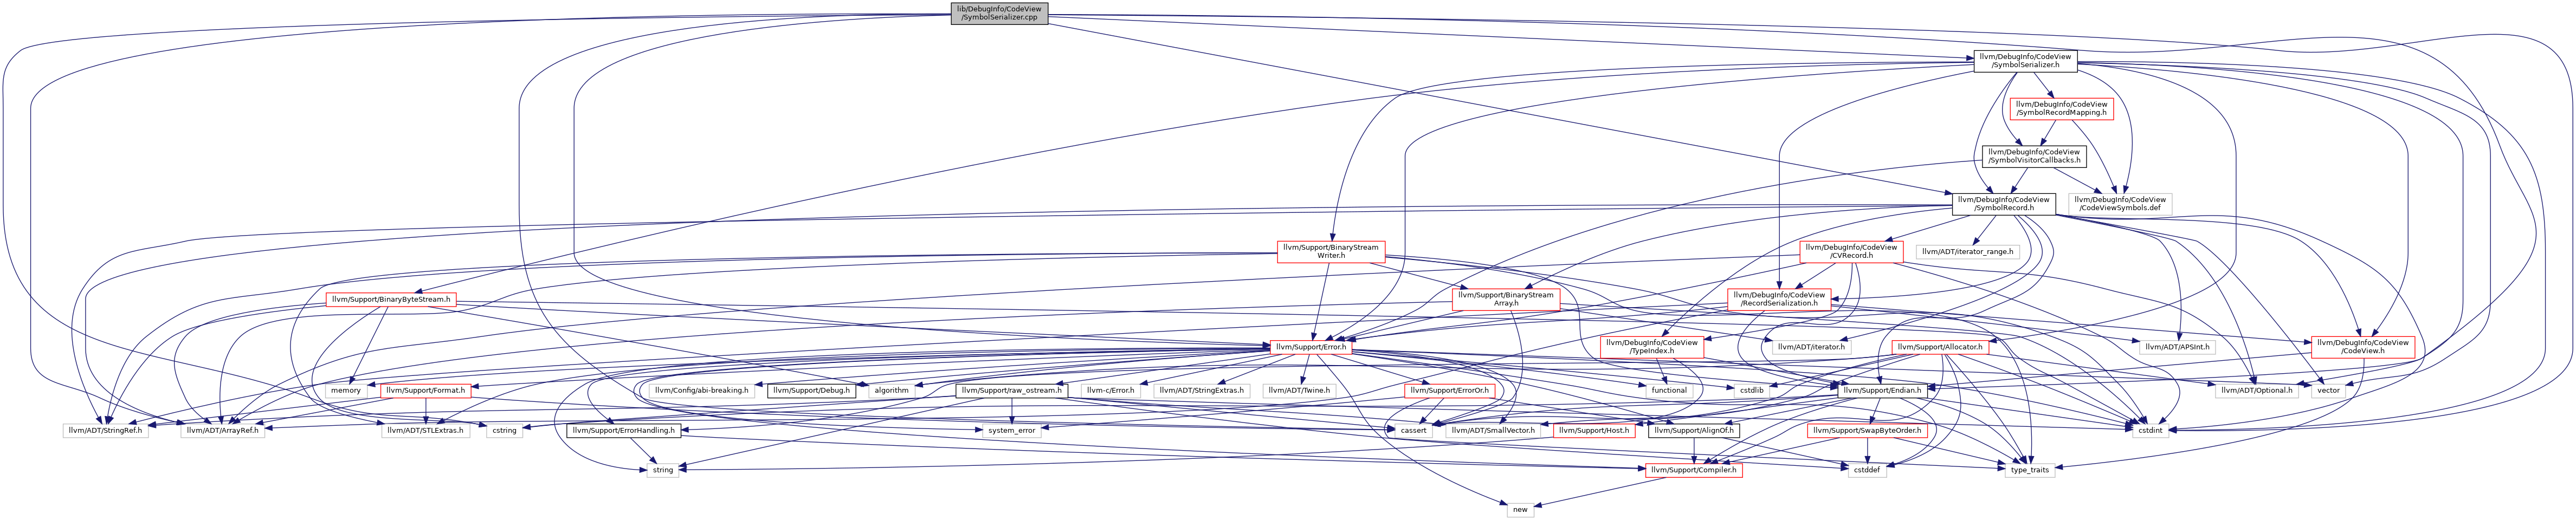 lib/DebugInfo/CodeView
/SymbolSerializer.cpp
llvm/DebugInfo/CodeView
/SymbolSerializer.h
llvm/DebugInfo/CodeView
/SymbolRecordMapping.h
llvm/DebugInfo/CodeView
/SymbolVisitorCallbacks.h
llvm/DebugInfo/CodeView
/SymbolRecord.h
llvm/DebugInfo/CodeView
/CodeViewSymbols.def
llvm/Support/BinaryStream
Writer.h
llvm/DebugInfo/CodeView
/CVRecord.h
llvm/ADT/iterator_range.h
llvm/Support/BinaryByteStream.h
llvm/Support/BinaryStream
Array.h
llvm/DebugInfo/CodeView
/RecordSerialization.h
llvm/Support/Error.h
llvm/DebugInfo/CodeView
/TypeIndex.h
llvm/ADT/iterator.h
llvm/Support/Allocator.h
llvm/ADT/APSInt.h
llvm/DebugInfo/CodeView
/CodeView.h
memory
llvm/Support/Format.h
llvm/Config/abi-breaking.h
llvm/Support/Debug.h
algorithm
llvm/Support/raw_ostream.h
llvm-c/Error.h
llvm/ADT/StringExtras.h
llvm/ADT/Twine.h
llvm/Support/ErrorOr.h
functional
cstdlib
llvm/Support/Endian.h
llvm/ADT/Optional.h
vector
llvm/ADT/StringRef.h
llvm/ADT/ArrayRef.h
llvm/ADT/STLExtras.h
cstring
llvm/Support/ErrorHandling.h
system_error
cassert
llvm/ADT/SmallVector.h
llvm/Support/Host.h
llvm/Support/AlignOf.h
llvm/Support/SwapByteOrder.h
cstdint
string
llvm/Support/Compiler.h
cstddef
type_traits
new